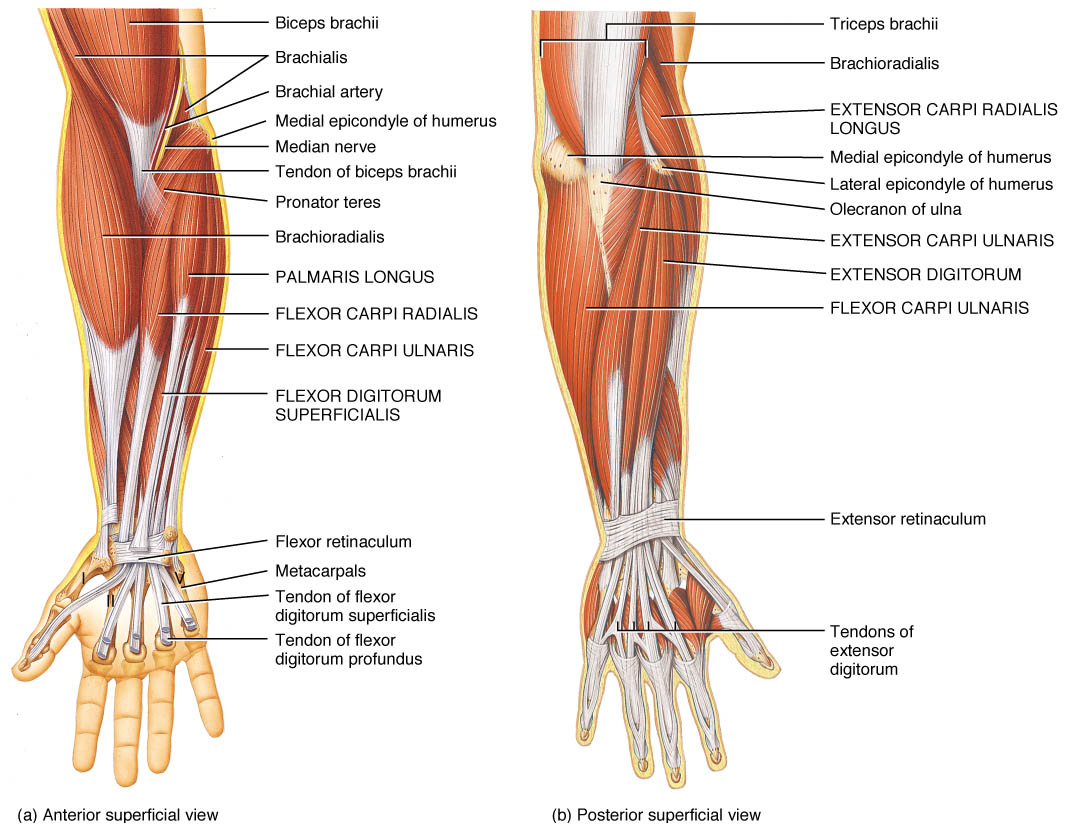 Biceps brachii
Brachialis
Brachial artery
Medial epicondyle of humerus
Median nerve
Tendon of biceps brachii
Pronator teres
Brachioradialis
PALMARIS LONGUS
FLEXOR CARPI RADIALIS
FLEXOR CARPI ULNARIS
FLEXOR DIGITORUM
SUPERFICIALIS
Flexor retinaculum
Metacarpals
Tendon of flexor
digitorum superficialis
Tendon of flexor
digitorum profundus
I
II
V
(a) Anterior superficial view
Triceps brachii
Brachioradialis
EXTENSOR CARPI RADIALIS
LONGUS
Medial epicondyle of humerus
Lateral epicondyle of humerus
Olecranon of ulna
EXTENSOR CARPI ULNARIS
EXTENSOR DIGITORUM
FLEXOR CARPI ULNARIS
Extensor retinaculum
Tendons of
extensor
digitorum
(b) Posterior superficial view